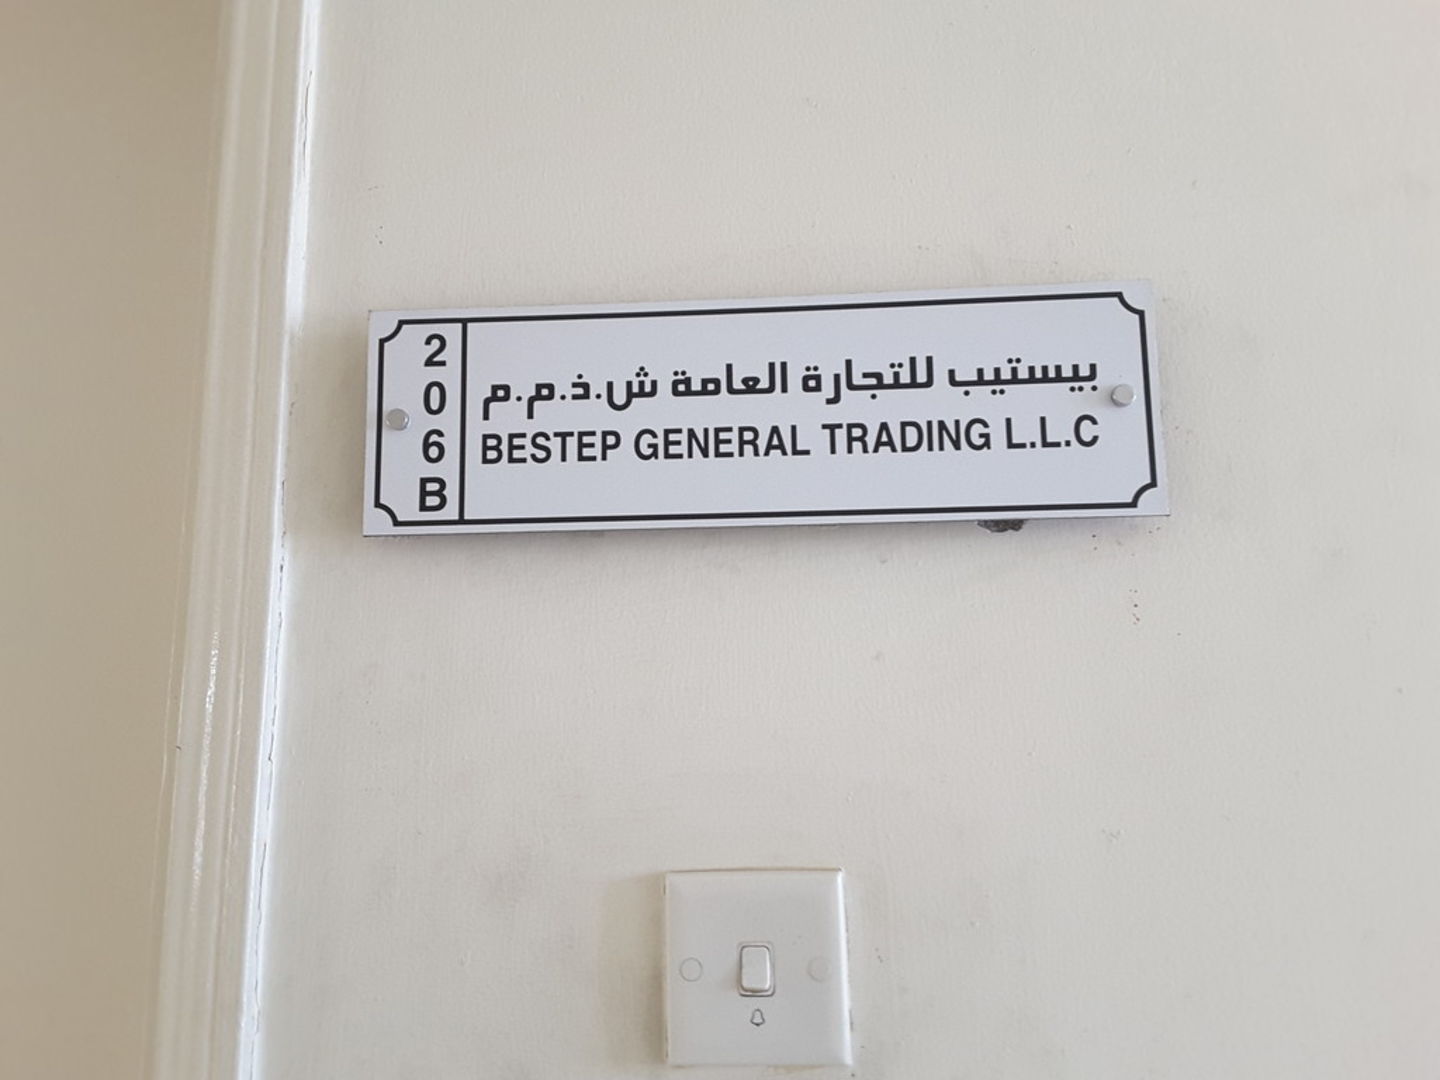 206B
بيستيب للتجارة العامة ش.ذ.م.م
BESTEP GENERAL TRADING L.L.C